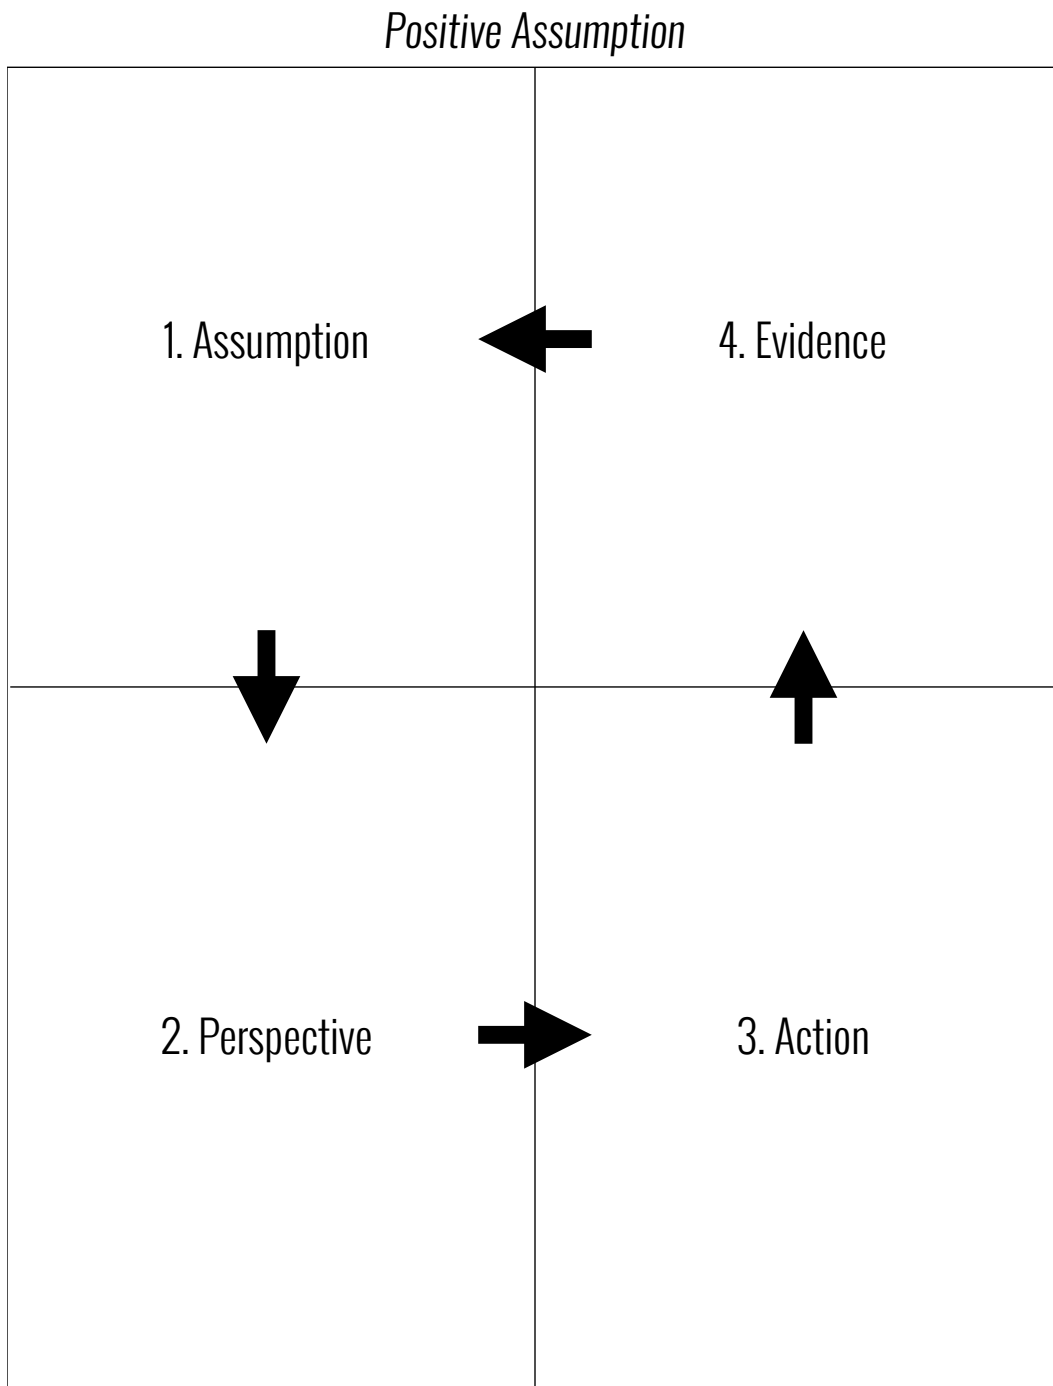 Positive Assumption
1. Assumption
4. Evidence
2. Perspective
3. Action